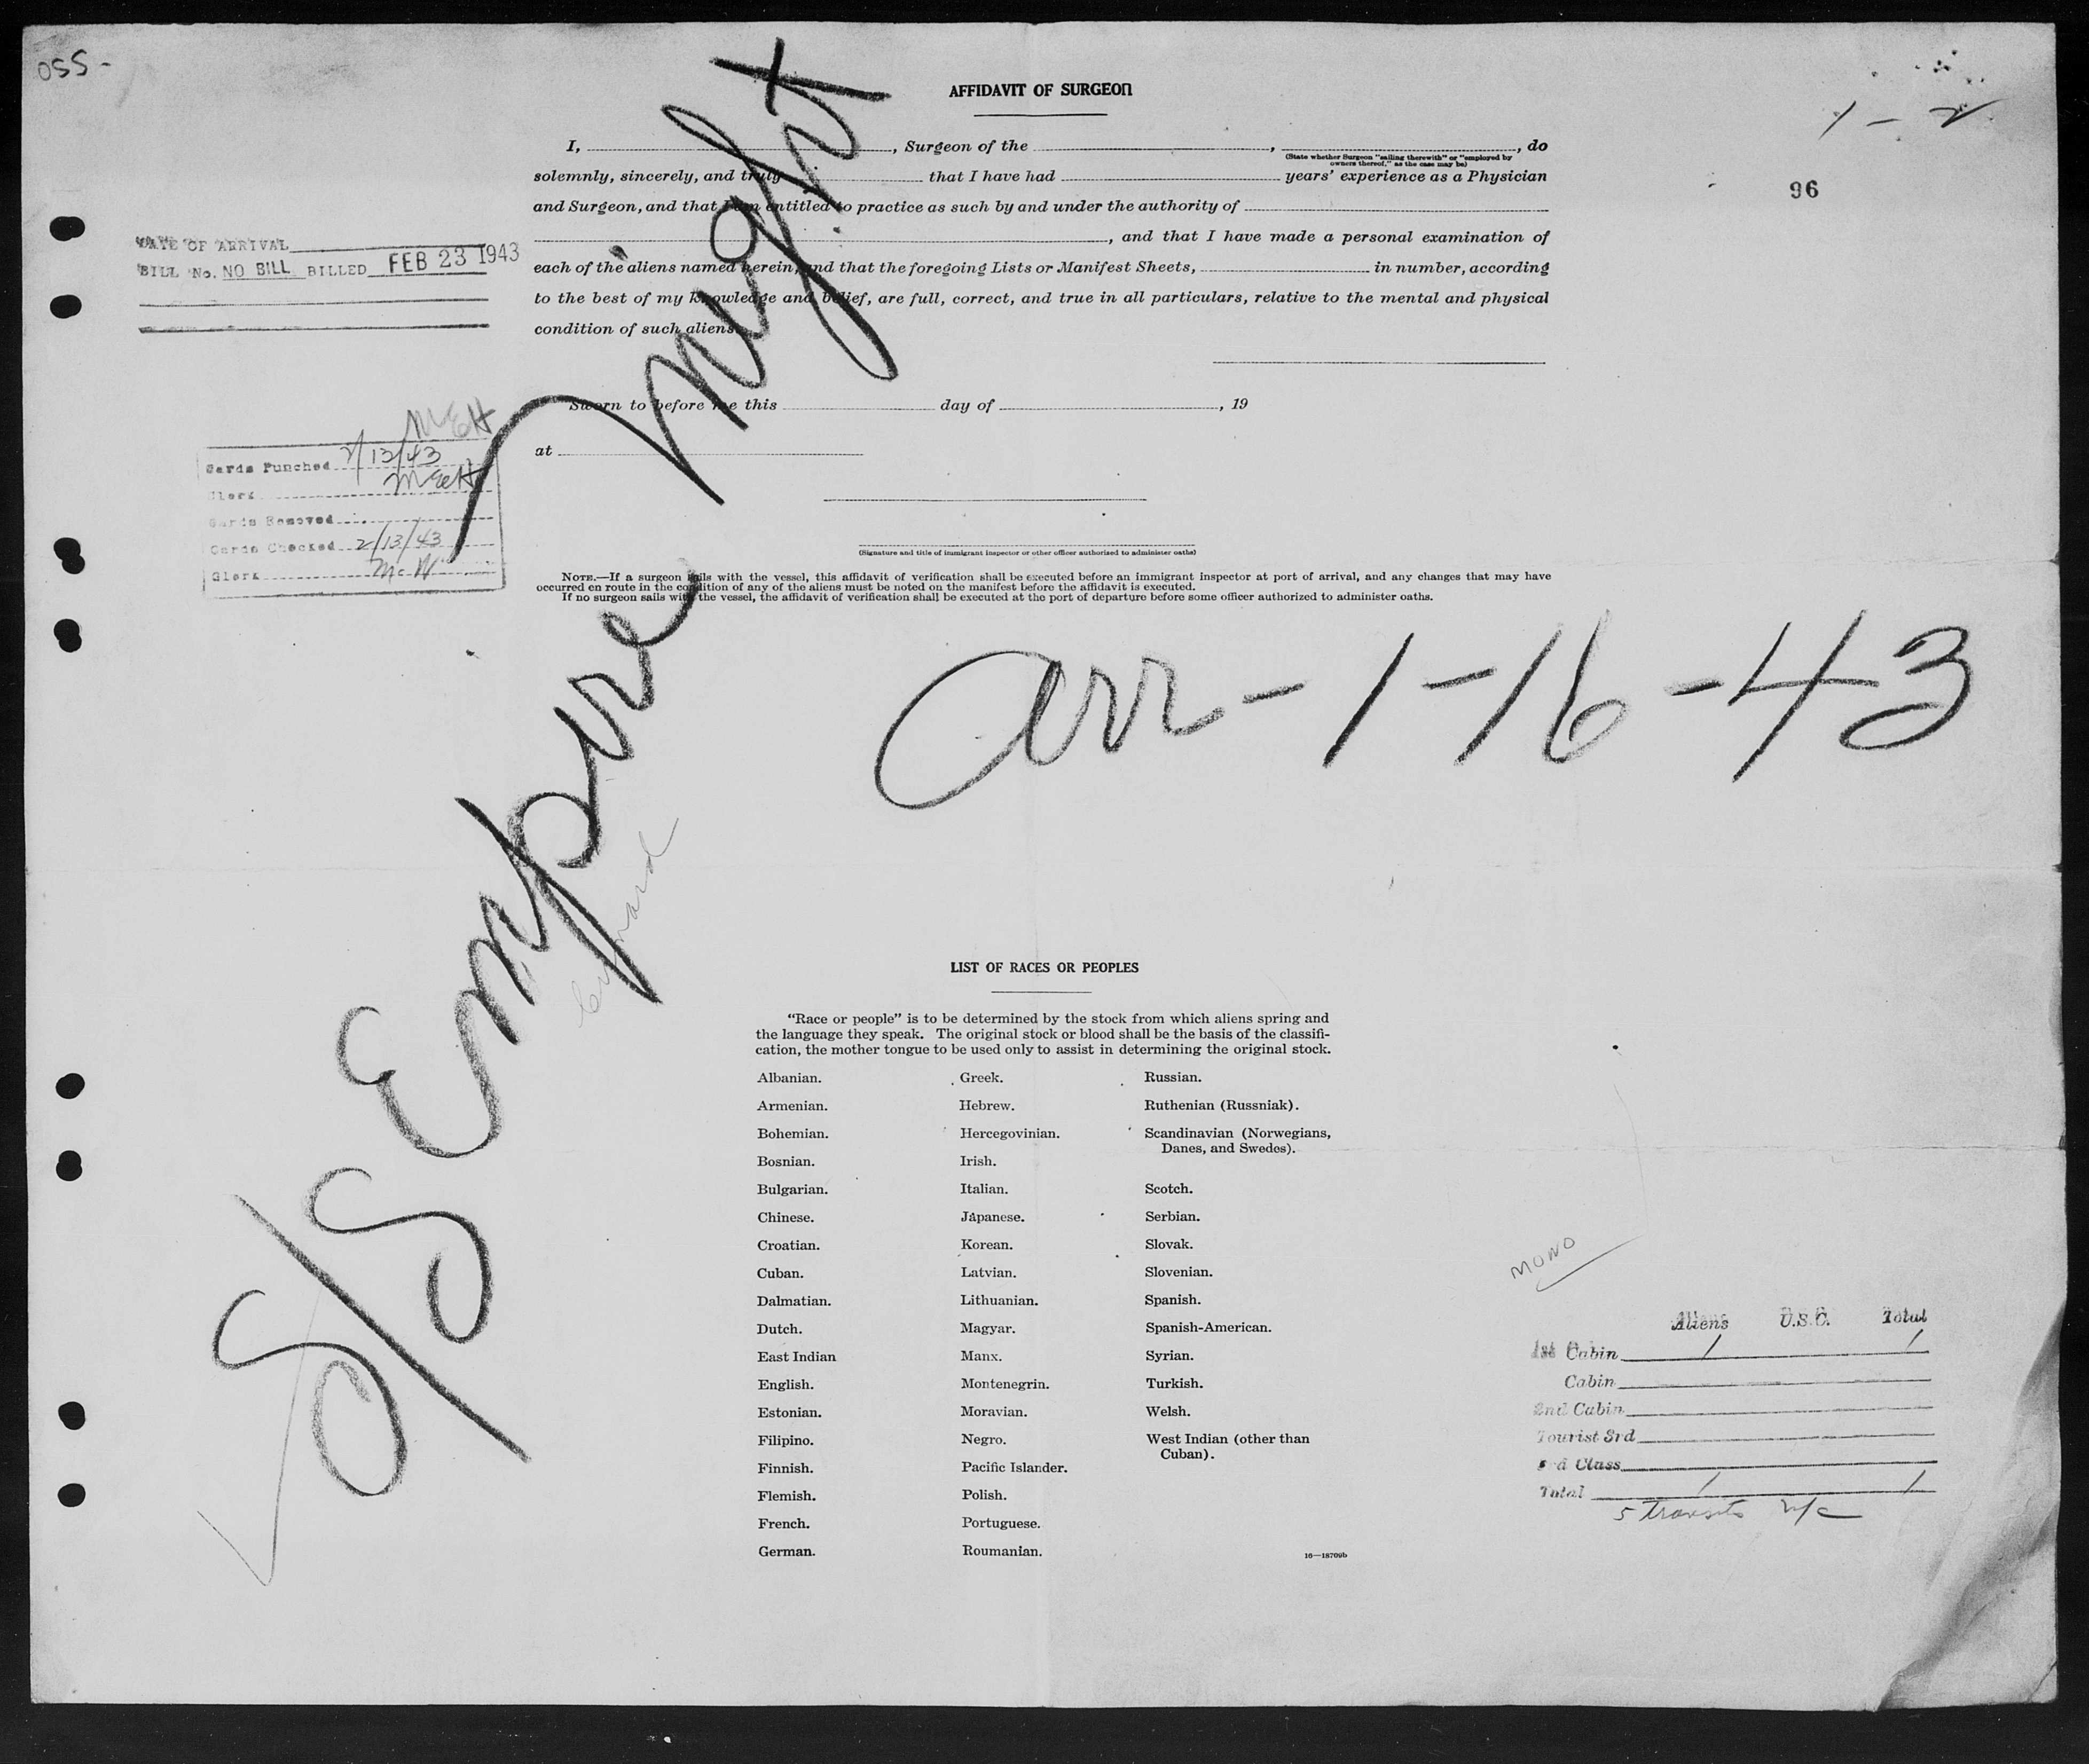 OSS-
AFFIDAVIT OF SURGEON
1-2
I, , Surgeon of the , , do
(State whether Surgeon "sailing therewith" or "employed by
owners thereof," as the case may be)
solemnly, sincerely, and truly that I have had years' experience as a Physician
96
and Surgeon, and that I am entitled to practice as such by and under the authority of
, and that I have made a personal examination of
DATE OF ARRIVAL
BILL No. NO BILL BILLED FEB 23 1943
each of the aliens named herein, and that the foregoing Lists or Manifest Sheets, in number, according
to the best of my knowledge and belief, are full, correct, and true in all particulars, relative to the mental and physical
condition of such aliens.
Sworn to before me this day of , 19
at
MEH
Cards Punched 2/13/43
Clerk MEH
Cards Removed
Cards Checked 2/13/43
Clerk McW
(Signature and title of immigrant inspector or other officer authorized to administer oaths)
NOTE.—If a surgeon sails with the vessel, this affidavit of verification shall be executed before an immigrant inspector at port of arrival, and any changes that may have
occurred en route in the condition of any of the aliens must be noted on the manifest before the affidavit is executed.
If no surgeon sails with the vessel, the affidavit of verification shall be executed at the port of departure before some officer authorized to administer oaths.
S/S Empire Might
Cunard
arr-1-16-43
LIST OF RACES OR PEOPLES
"Race or people" is to be determined by the stock from which aliens spring and
the language they speak. The original stock or blood shall be the basis of the classifi-
cation, the mother tongue to be used only to assist in determining the original stock.
Albanian. Greek. Russian.
Armenian. Hebrew. Ruthenian (Russniak).
Bohemian. Hercegovinian. Scandinavian (Norwegians,
Danes, and Swedes).
Bosnian. Irish.
Bulgarian. Italian. Scotch.
Chinese. Japanese. Serbian.
Croatian. Korean. Slovak.
Cuban. Latvian. Slovenian.
Dalmatian. Lithuanian. Spanish.
Dutch. Magyar. Spanish-American.
East Indian Manx. Syrian.
English. Montenegrin. Turkish.
Estonian. Moravian. Welsh.
Filipino. Negro. West Indian (other than
Cuban).
Finnish. Pacific Islander.
Flemish. Polish.
French. Portuguese.
German. Roumanian.
16—18709b
MONO
Aliens U.S.C. Total
1st Cabin 1 1
Cabin
2nd Cabin
Tourist 3rd
3rd Class
Total 1 1
5 transits n/c